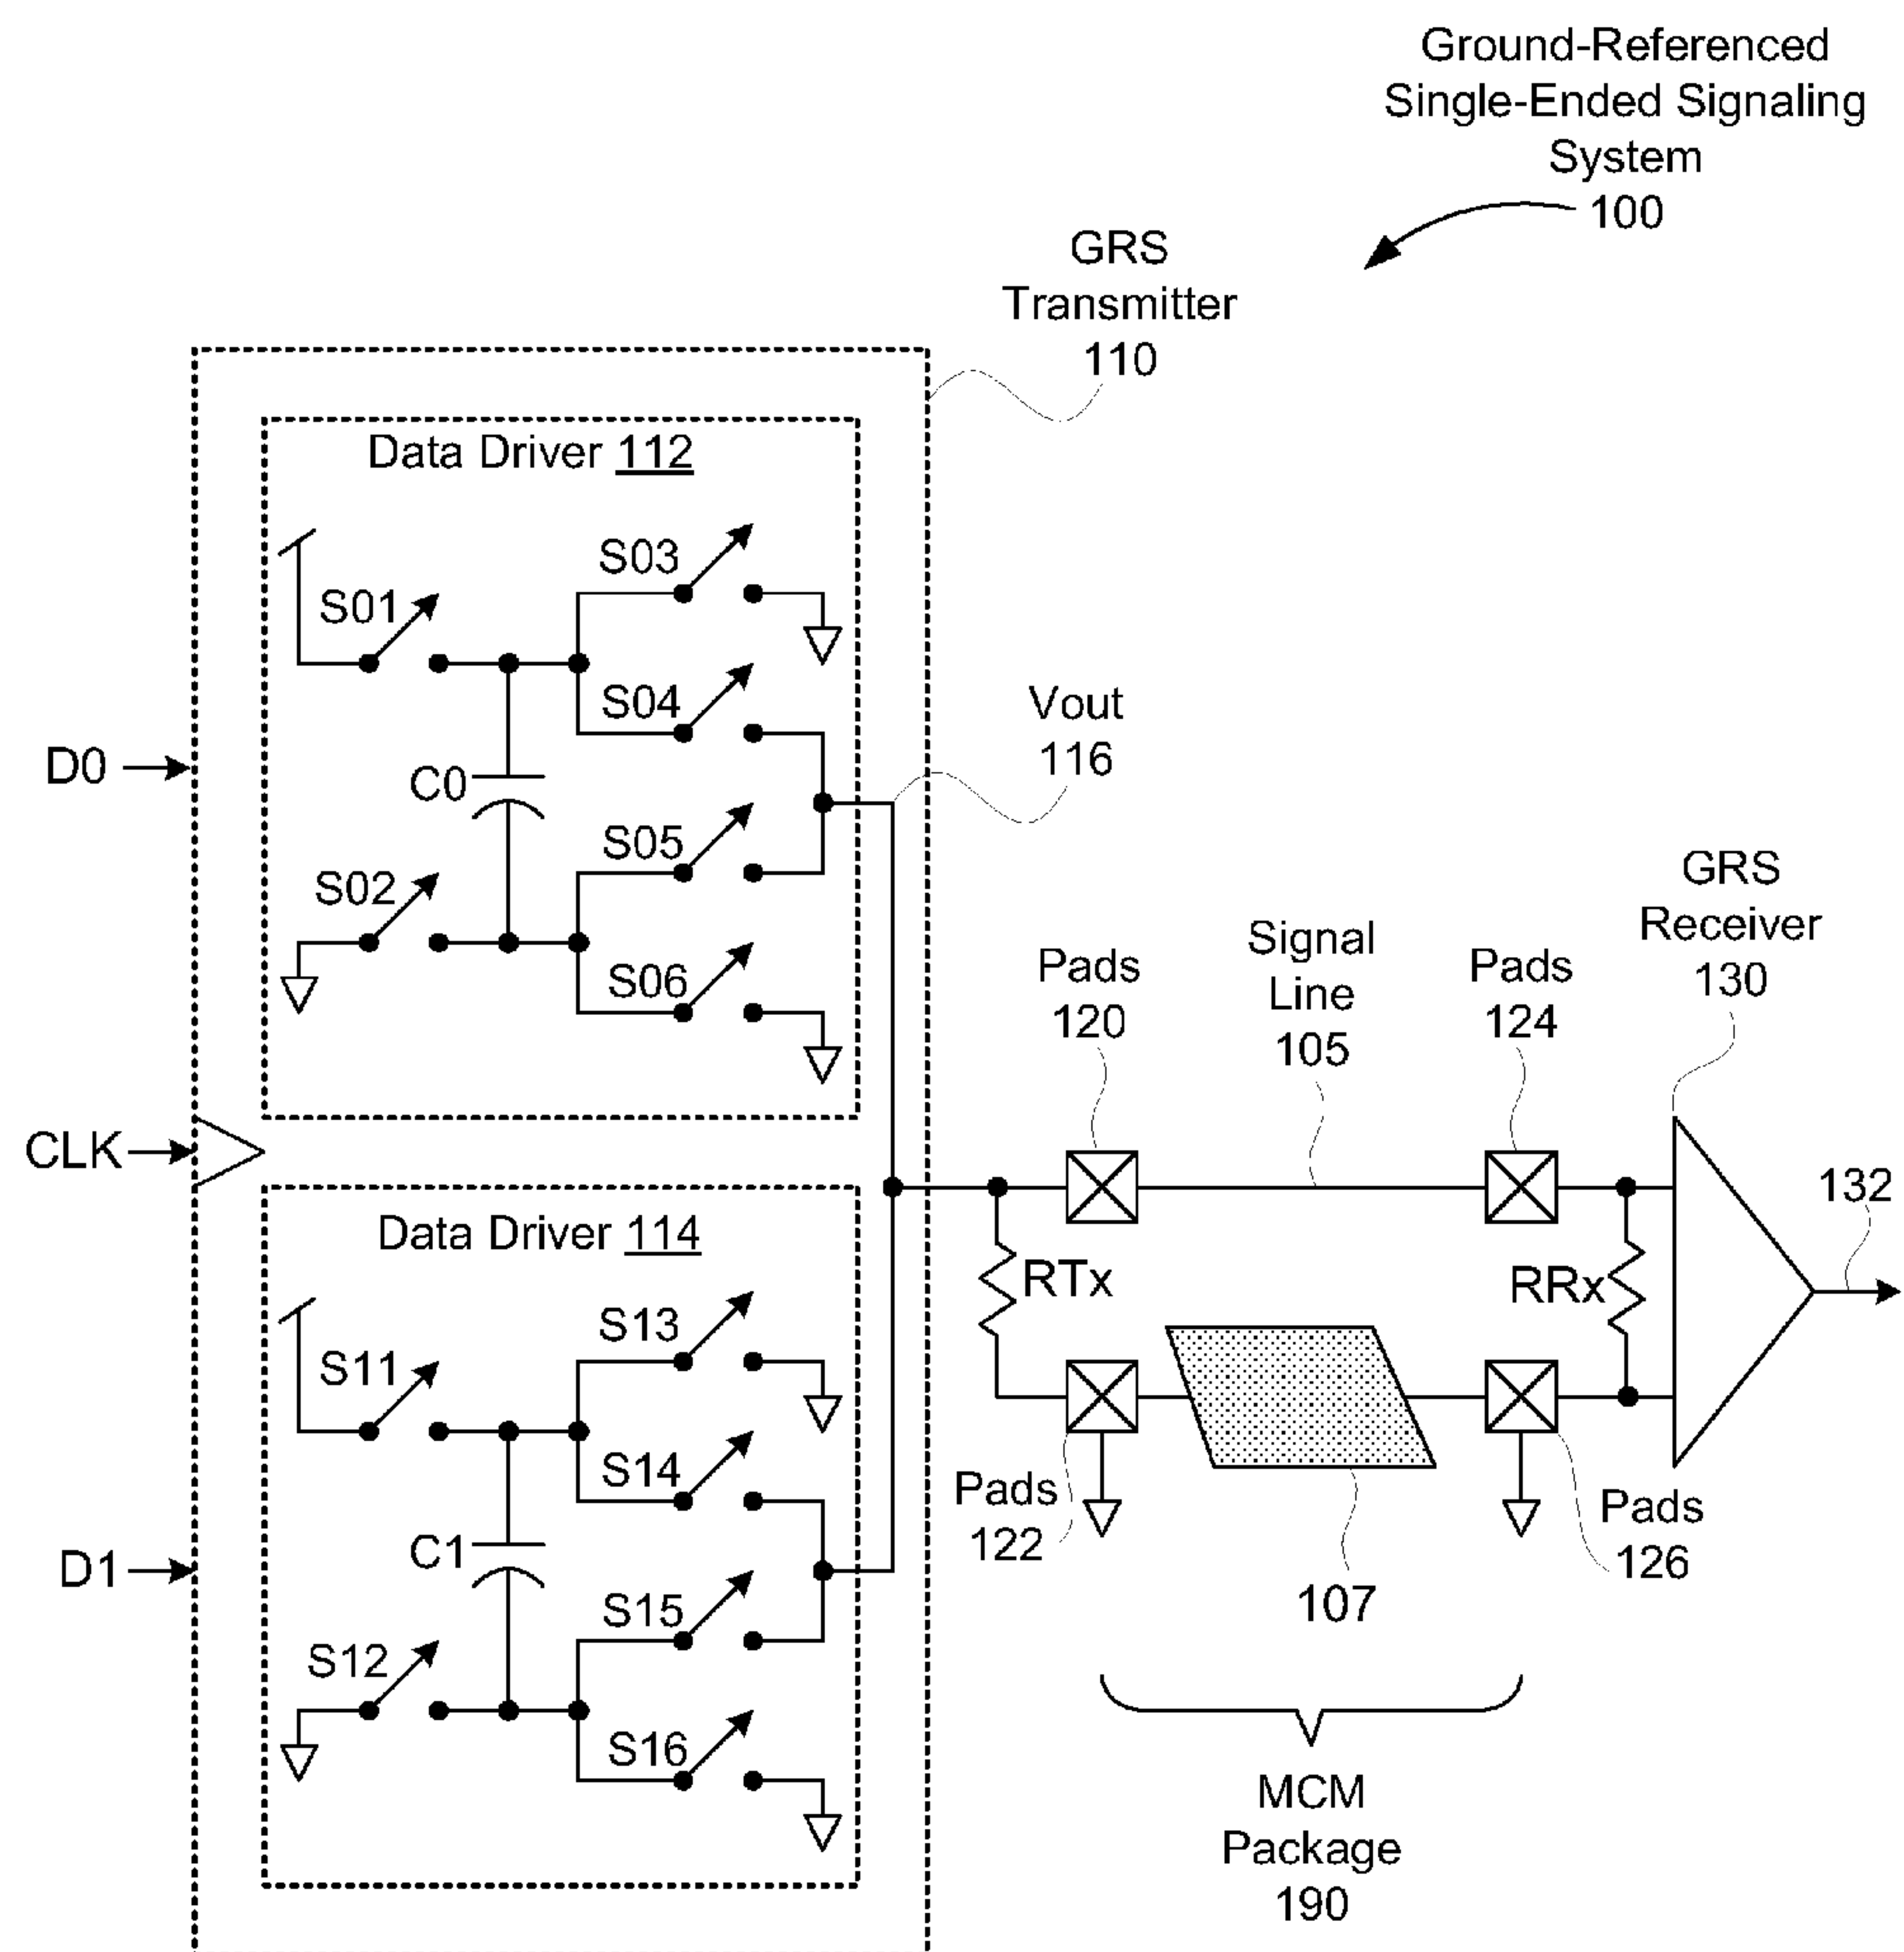 Ground-Referenced
Single-Ended Signaling
System
100
GRS
Transmitter
110
Data Driver 112
S01
S03
S04
C0
S05
S02
S06
D0
Vout
116
CLK
Data Driver 114
S11
S13
S14
C1
S15
S12
S16
D1
Pads
120
Signal
Line
105
Pads
124
GRS
Receiver
130
132
RTx
RRx
Pads
122
107
Pads
126
MCM
Package
190